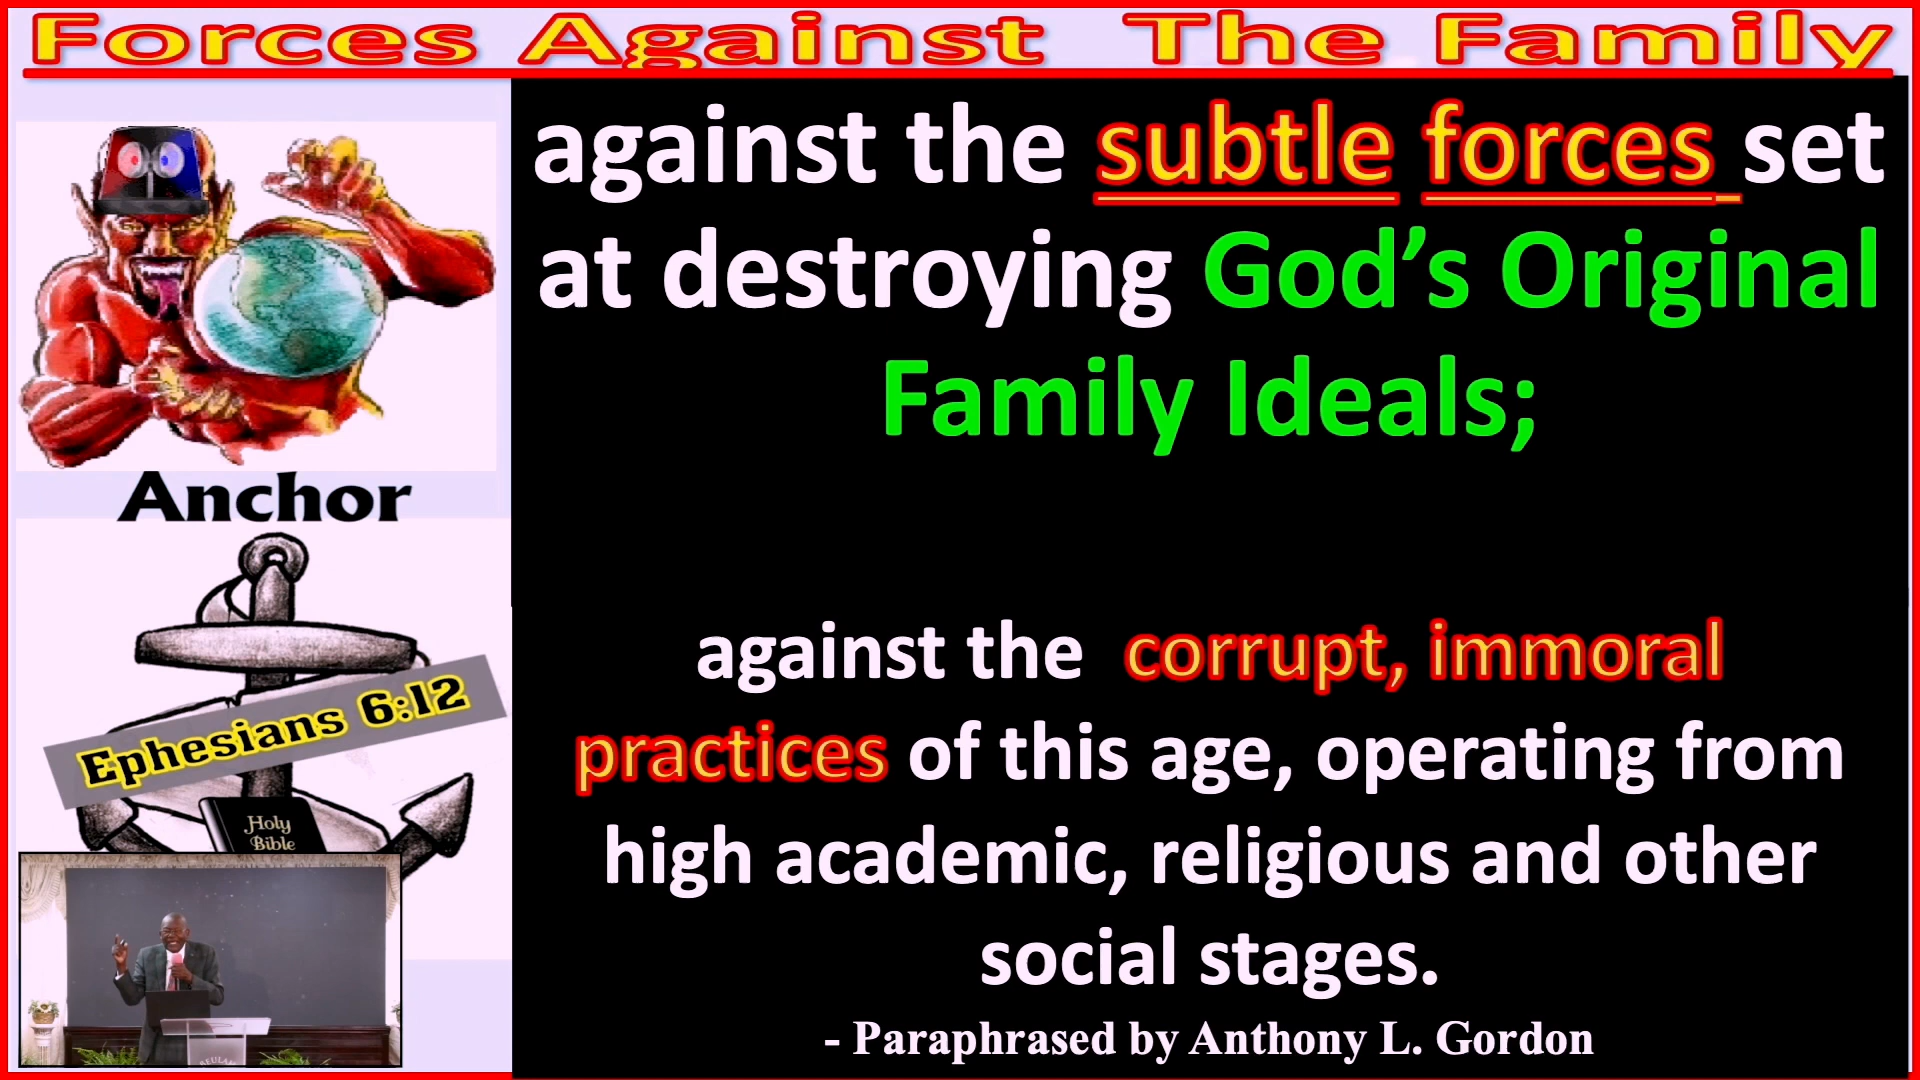 Forces Against The Family
against the subtle forces set
at destroying God’s Original
Family Ideals;
against the corrupt, immoral
practices of this age, operating from
high academic, religious and other
social stages.
- Paraphrased by Anthony L. Gordon
Anchor
Ephesians 6:12
Holy
Bible
BEULAH